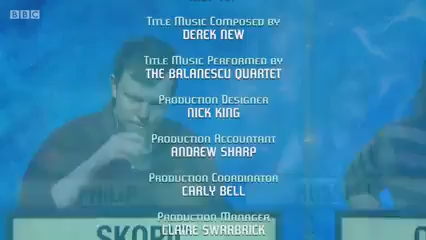 BBC
TITLE MUSIC COMPOSED BY
DEREK NEW
TITLE MUSIC PERFORMED BY
THE BALANESCU QUARTET
PRODUCTION DESIGNER
NICK KING
PRODUCTION ACCOUNTANT
ANDREW SHARP
PRODUCTION COORDINATOR
CARLY BELL
PRODUCTION MANAGER
CLAIRE SWARBRICK